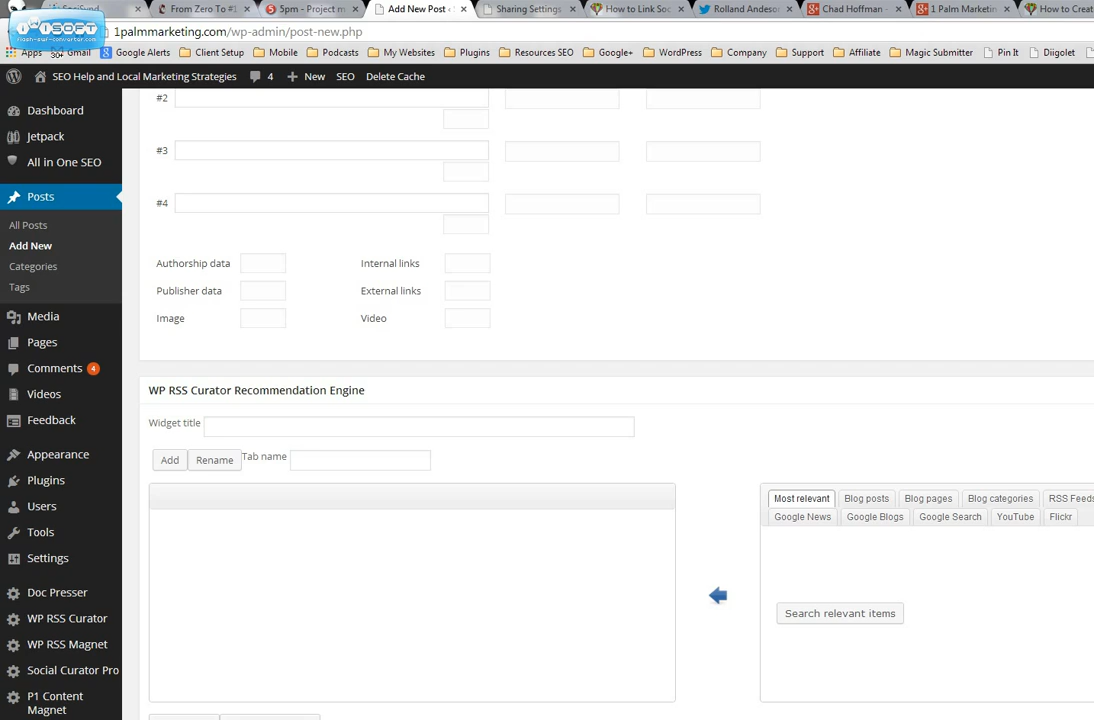 SociSynd
From Zero To #1
5pm - Project m
Add New Post ‹
Sharing Settings
How to Link Soc
Rolland Anderson
Chad Hoffman -
1 Palm Marketin
How to Creat
iWiSOFT
flash-swf-converter.com
1palmmarketing.com/wp-admin/post-new.php
Apps
Gmail
Google Alerts
Client Setup
Mobile
Podcasts
My Websites
Plugins
Resources SEO
Google+
WordPress
Company
Support
Affiliate
Magic Submitter
Pin It
Diigolet
SEO Help and Local Marketing Strategies
4
New
SEO
Delete Cache
Dashboard
Jetpack
All in One SEO
Posts
All Posts
Add New
Categories
Tags
Media
Pages
Comments 4
Videos
Feedback
Appearance
Plugins
Users
Tools
Settings
Doc Presser
WP RSS Curator
WP RSS Magnet
Social Curator Pro
P1 Content
Magnet
#2
#3
#4
Authorship data
Internal links
Publisher data
External links
Image
Video
WP RSS Curator Recommendation Engine
Widget title
Add
Rename
Tab name
Most relevant
Blog posts
Blog pages
Blog categories
RSS Feeds
Google News
Google Blogs
Google Search
YouTube
Flickr
Search relevant items